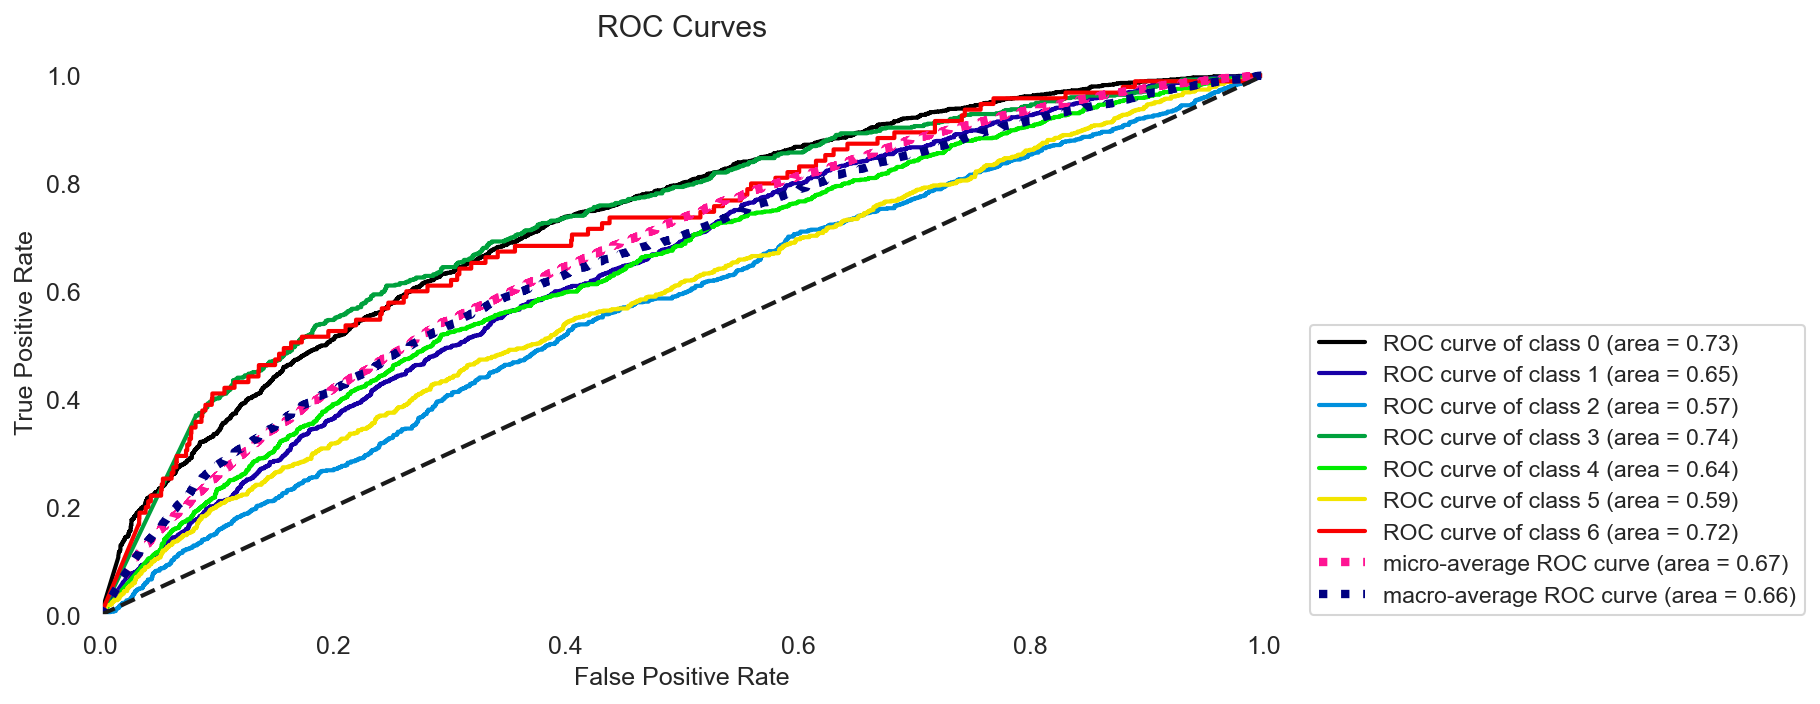 ROC Curves
1.0
0.8
0.6
0.4
0.2
0.0
True Positive Rate
0.0 0.2 0.4 0.6 0.8 1.0
False Positive Rate
ROC curve of class 0 (area = 0.73)
ROC curve of class 1 (area = 0.65)
ROC curve of class 2 (area = 0.57)
ROC curve of class 3 (area = 0.74)
ROC curve of class 4 (area = 0.64)
ROC curve of class 5 (area = 0.59)
ROC curve of class 6 (area = 0.72)
micro-average ROC curve (area = 0.67)
macro-average ROC curve (area = 0.66)